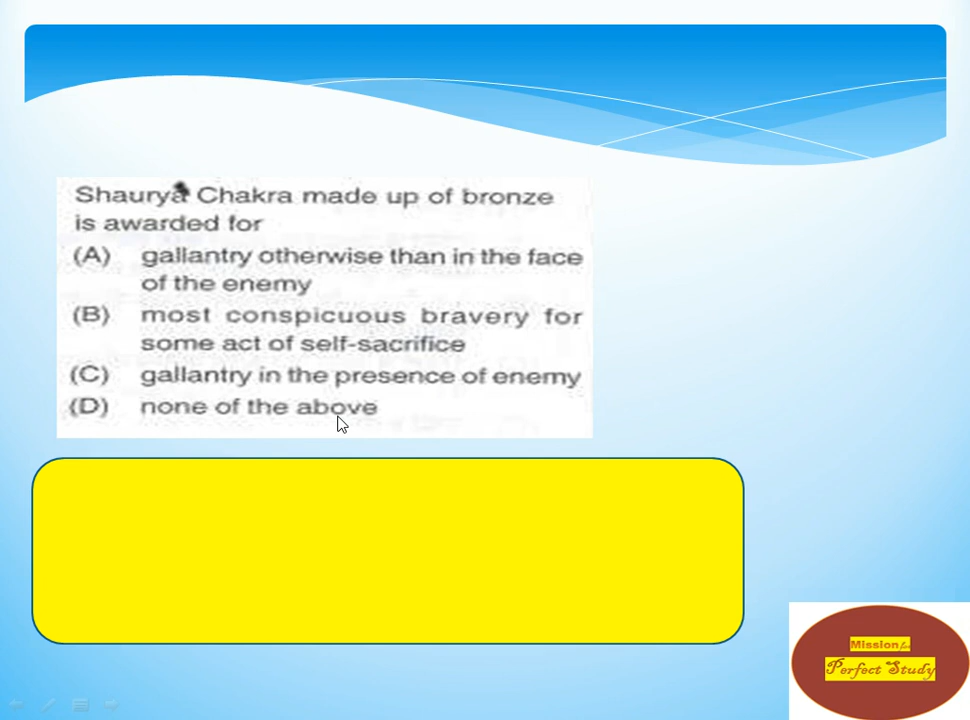 Shaurya Chakra made up of bronze
is awarded for
(A) gallantry otherwise than in the face
of the enemy
(B) most conspicuous bravery for
some act of self-sacrifice
(C) gallantry in the presence of enemy
(D) none of the above
Mission for
Perfect Study